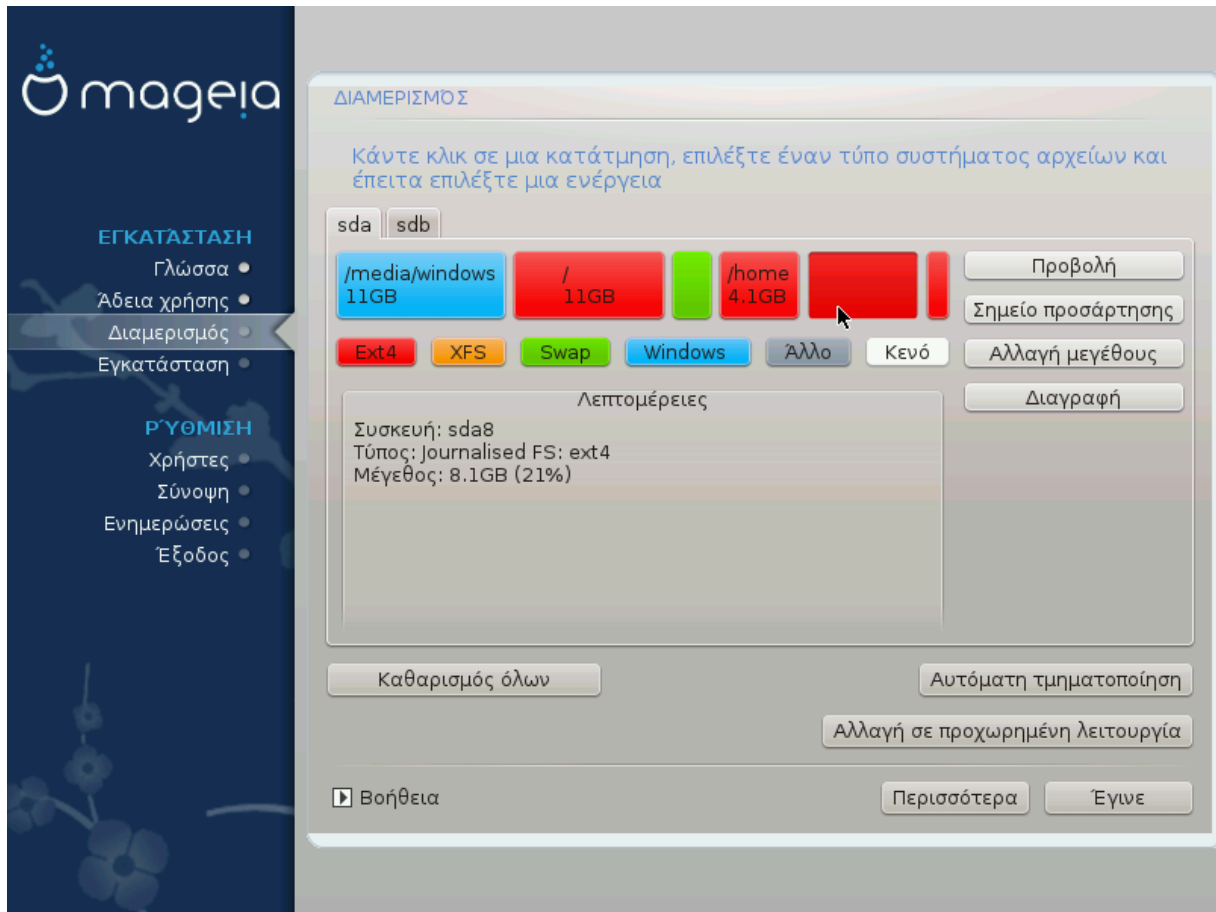 mageia
ΕΓΚΑΤΆΣΤΑΣΗ
Γλώσσα
Άδεια χρήσης
Διαμερισμός
Εγκατάσταση
ΡΎΘΜΙΣΗ
Χρήστες
Σύνοψη
Ενημερώσεις
Έξοδος
ΔΙΑΜΕΡΙΣΜΌΣ
Κάντε κλικ σε μια κατάτμηση, επιλέξτε έναν τύπο συστήματος αρχείων και
έπειτα επιλέξτε μια ενέργεια
sda sdb
/media/windows
11GB
/
11GB
/home
4.1GB
Ext4 XFS Swap Windows Άλλο Κενό
Προβολή
Σημείο προσάρτησης
Αλλαγή μεγέθους
Διαγραφή
Λεπτομέρειες
Συσκευή: sda8
Τύπος: Journalised FS: ext4
Μέγεθος: 8.1GB (21%)
Καθαρισμός όλων
Αυτόματη τμηματοποίηση
Αλλαγή σε προχωρημένη λειτουργία
Βοήθεια
Περισσότερα
Έγινε